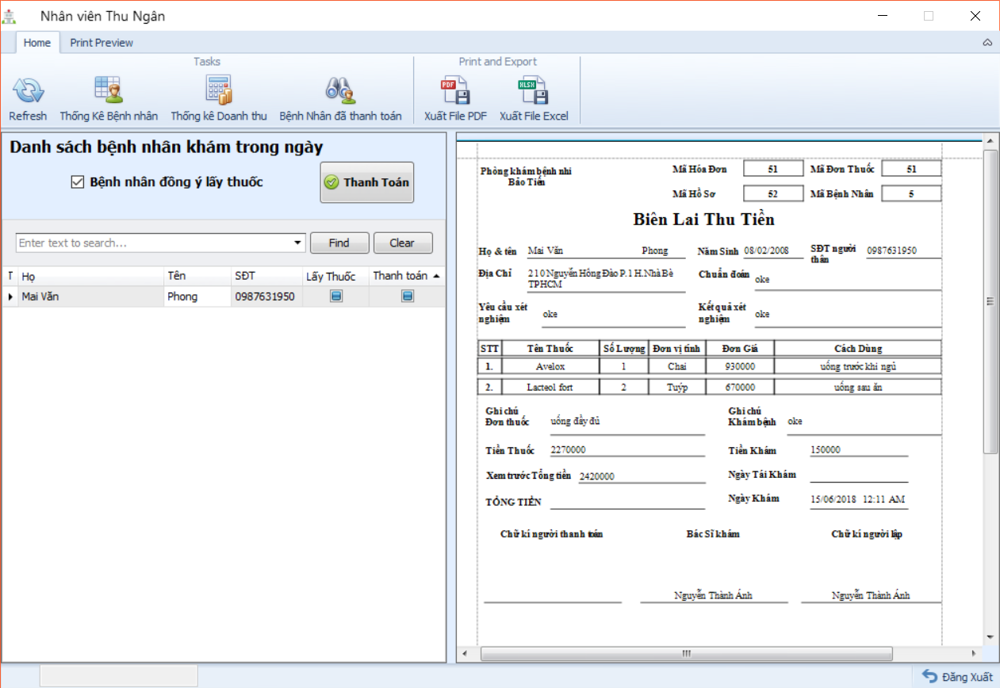 Nhân viên Thu Ngân
Home Print Preview
Tasks Print and Export
Refresh Thống Kê Bệnh nhân Thống kê Doanh thu Bệnh Nhân đã thanh toán Xuất File PDF Xuất File Excel
PDF XLSX
Danh sách bệnh nhân khám trong ngày
Bệnh nhân đồng ý lấy thuốc Thanh Toán
Enter text to search... Find Clear
T Họ Tên SĐT Lấy Thuốc Thanh toán
Mai Văn Phong 0987631950
Phòng khám bệnh nhi Mã Hóa Đơn 51 Mã Đơn Thuốc 51
Bảo Tiên
Mã Hồ Sơ 52 Mã Bệnh Nhân 5
Biên Lai Thu Tiền
Họ & tên Mai Văn Phong Năm Sinh 08/02/2008 SĐT người thân 0987631950
Địa Chỉ 210 Nguyễn Hồng Đào P.1 H.Nhà Bè Chuẩn đoán oke
TPHCM
Yêu cầu xét nghiệm oke Kết quả xét nghiệm oke
STT Tên Thuốc Số Lượng Đơn vị tính Đơn Giá Cách Dùng
1. Avelox 1 Chai 930000 uống trước khi ngủ
2. Lacteol fort 2 Tuýp 670000 uống sau ăn
Ghi chú Đơn thuốc uống đầy đủ Ghi chú Khám bệnh oke
Tiền Thuốc 2270000 Tiền Khám 150000
Xem trước Tổng tiền 2420000 Ngày Tái Khám
TỔNG TIỀN Ngày Khám 15/06/2018 12:11 AM
Chữ kí người thanh toán Bác Sĩ khám Chữ kí người lập
Nguyễn Thành Ánh Nguyễn Thành Ánh
Đăng Xuất